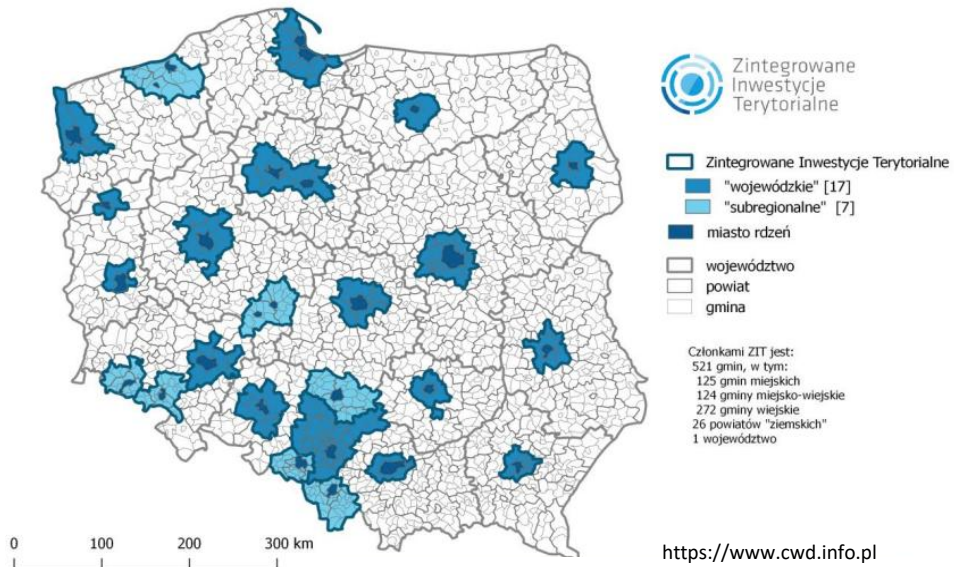 Zintegrowane
Inwestycje
Terytorialne
Zintegrowane Inwestycje Terytorialne
"wojewódzkie" [17]
"subregionalne" [7]
miasto rdzeń
województwo
powiat
gmina
Członkami ZIT jest:
521 gmin, w tym:
125 gmin miejskich
124 gminy miejsko-wiejskie
272 gminy wiejskie
26 powiatów "ziemskich"
1 województwo
0 100 200 300 km
https://www.cwd.info.pl